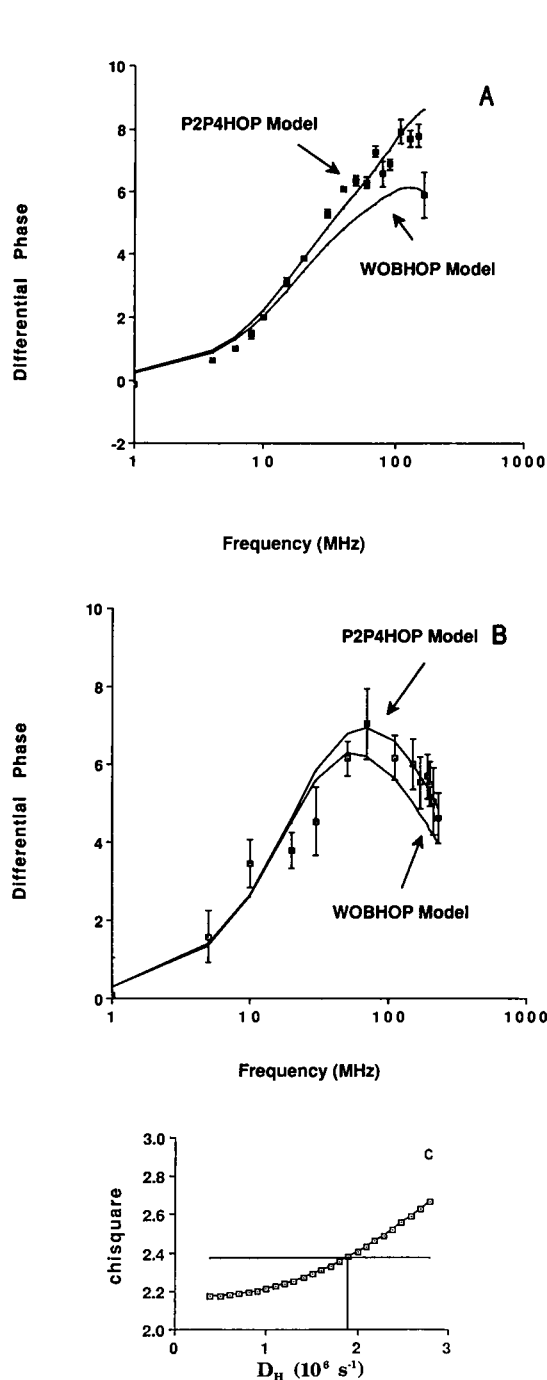 10
8
6
4
2
0
-2
Differential Phase
P2P4HOP Model
A
WOBHOP Model
1
10
100
1000
Frequency (MHz)
10
8
6
4
2
0
Differential Phase
P2P4HOP Model
B
WOBHOP Model
1
10
100
1000
Frequency (MHz)
3.0
2.8
2.6
2.4
2.2
2.0
chisquare
C
0
1
2
3
D_H (10⁶ s⁻¹)